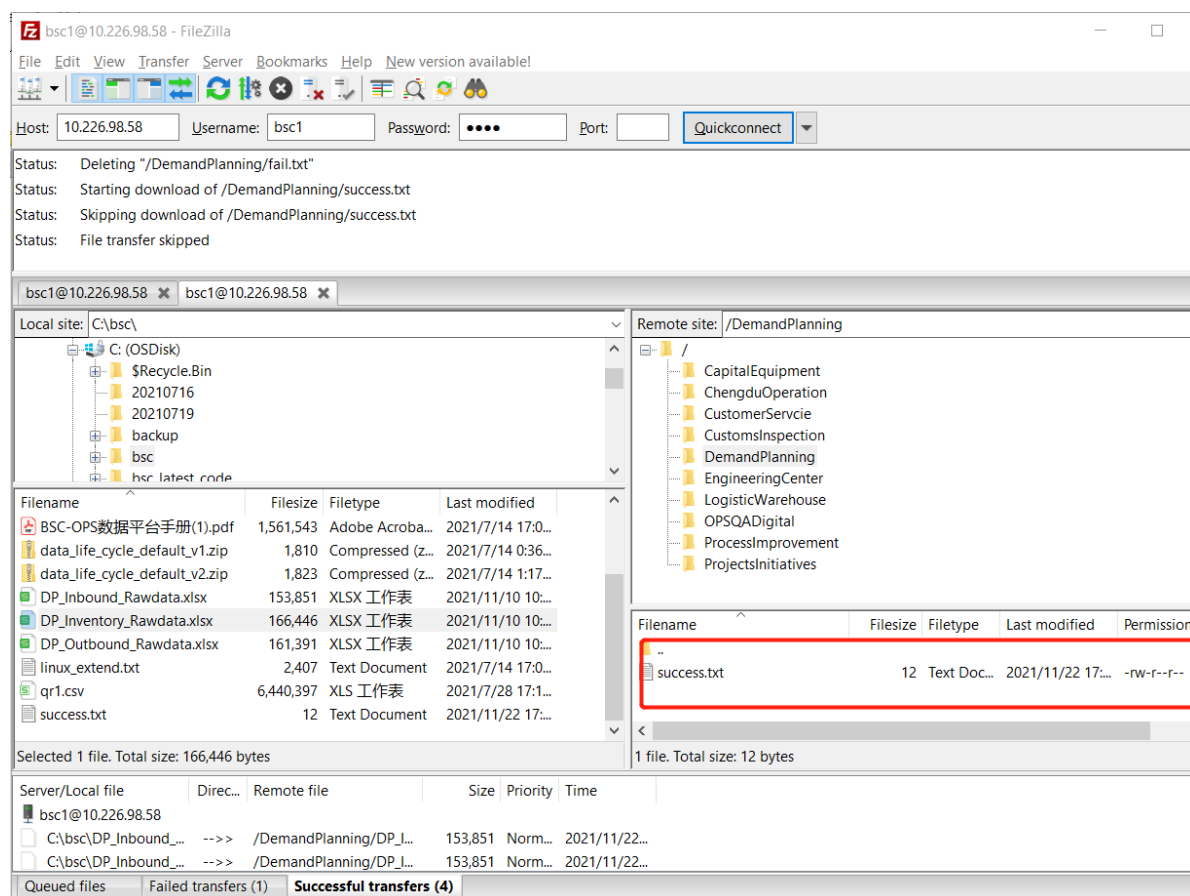 bsc1@10.226.98.58 - FileZilla
File Edit View Transfer Server Bookmarks Help New version available!
Host: 10.226.98.58 Username: bsc1 Password: •••• Port: Quickconnect
Status: Deleting "/DemandPlanning/fail.txt"
Status: Starting download of /DemandPlanning/success.txt
Status: Skipping download of /DemandPlanning/success.txt
Status: File transfer skipped
bsc1@10.226.98.58 bsc1@10.226.98.58
Local site: C:\bsc\
C: (OSDisk)
$Recycle.Bin
20210716
20210719
backup
bsc
bsc_latest_code
Filename Filesize Filetype Last modified
BSC-OPS数据平台手册(1).pdf 1,561,543 Adobe Acroba... 2021/7/14 17:0...
data_life_cycle_default_v1.zip 1,810 Compressed (z... 2021/7/14 0:36...
data_life_cycle_default_v2.zip 1,823 Compressed (z... 2021/7/14 1:17...
DP_Inbound_Rawdata.xlsx 153,851 XLSX 工作表 2021/11/10 10:...
DP_Inventory_Rawdata.xlsx 166,446 XLSX 工作表 2021/11/10 10:...
DP_Outbound_Rawdata.xlsx 161,391 XLSX 工作表 2021/11/10 10:...
linux_extend.txt 2,407 Text Document 2021/7/14 17:0...
qr1.csv 6,440,397 XLS 工作表 2021/7/28 17:1...
success.txt 12 Text Document 2021/11/22 17:...
Selected 1 file. Total size: 166,446 bytes
Remote site: /DemandPlanning
/
CapitalEquipment
ChengduOperation
CustomerServcie
CustomsInspection
DemandPlanning
EngineeringCenter
LogisticWarehouse
OPSQADigital
ProcessImprovement
ProjectsInitiatives
Filename Filesize Filetype Last modified Permission
..
success.txt 12 Text Doc... 2021/11/22 17:... -rw-r--r--
1 file. Total size: 12 bytes
Server/Local file Direc... Remote file Size Priority Time
bsc1@10.226.98.58
C:\bsc\DP_Inbound_... -->> /DemandPlanning/DP_I... 153,851 Norm... 2021/11/22...
C:\bsc\DP_Inbound_... -->> /DemandPlanning/DP_I... 153,851 Norm... 2021/11/22...
Queued files Failed transfers (1) Successful transfers (4)